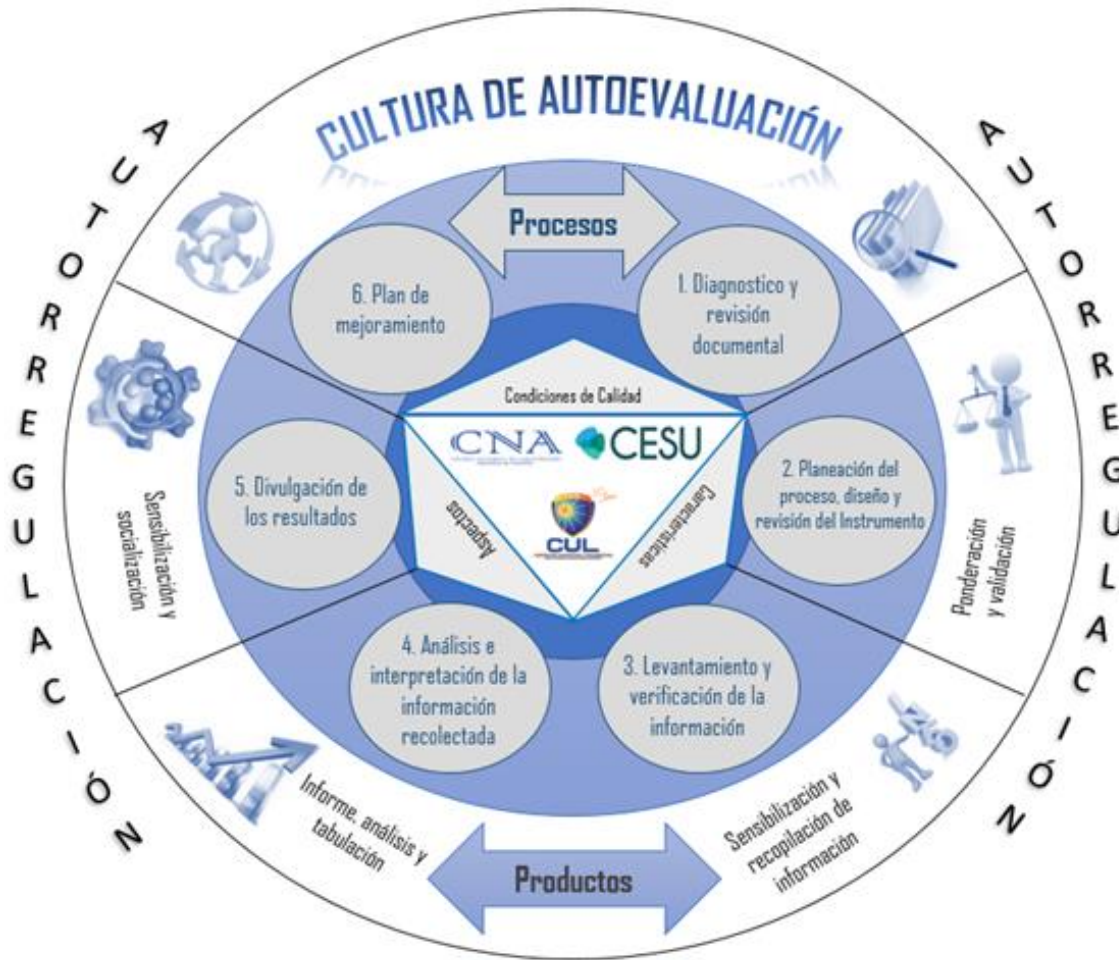 CULTURA DE AUTOEVALUACIÓN
AUTORREGULACIÓN
AUTORREGULACIÓN
Procesos
1. Diagnostico y
revisión
documental
2. Planeación del
proceso, diseño y
revisión del Instrumento
3. Levantamiento y
verificación de la
información
4. Análisis e
interpretación de la
información
recolectada
5. Divulgación de
los resultados
6. Plan de
mejoramiento
Condiciones de Calidad
CNA
CESU
CUL
Aspectos
Características
Ponderación
y validación
Sensibilización y
recopilación de
información
Informe, análisis y
tabulación
Sensibilización y
socialización
Productos
INFO